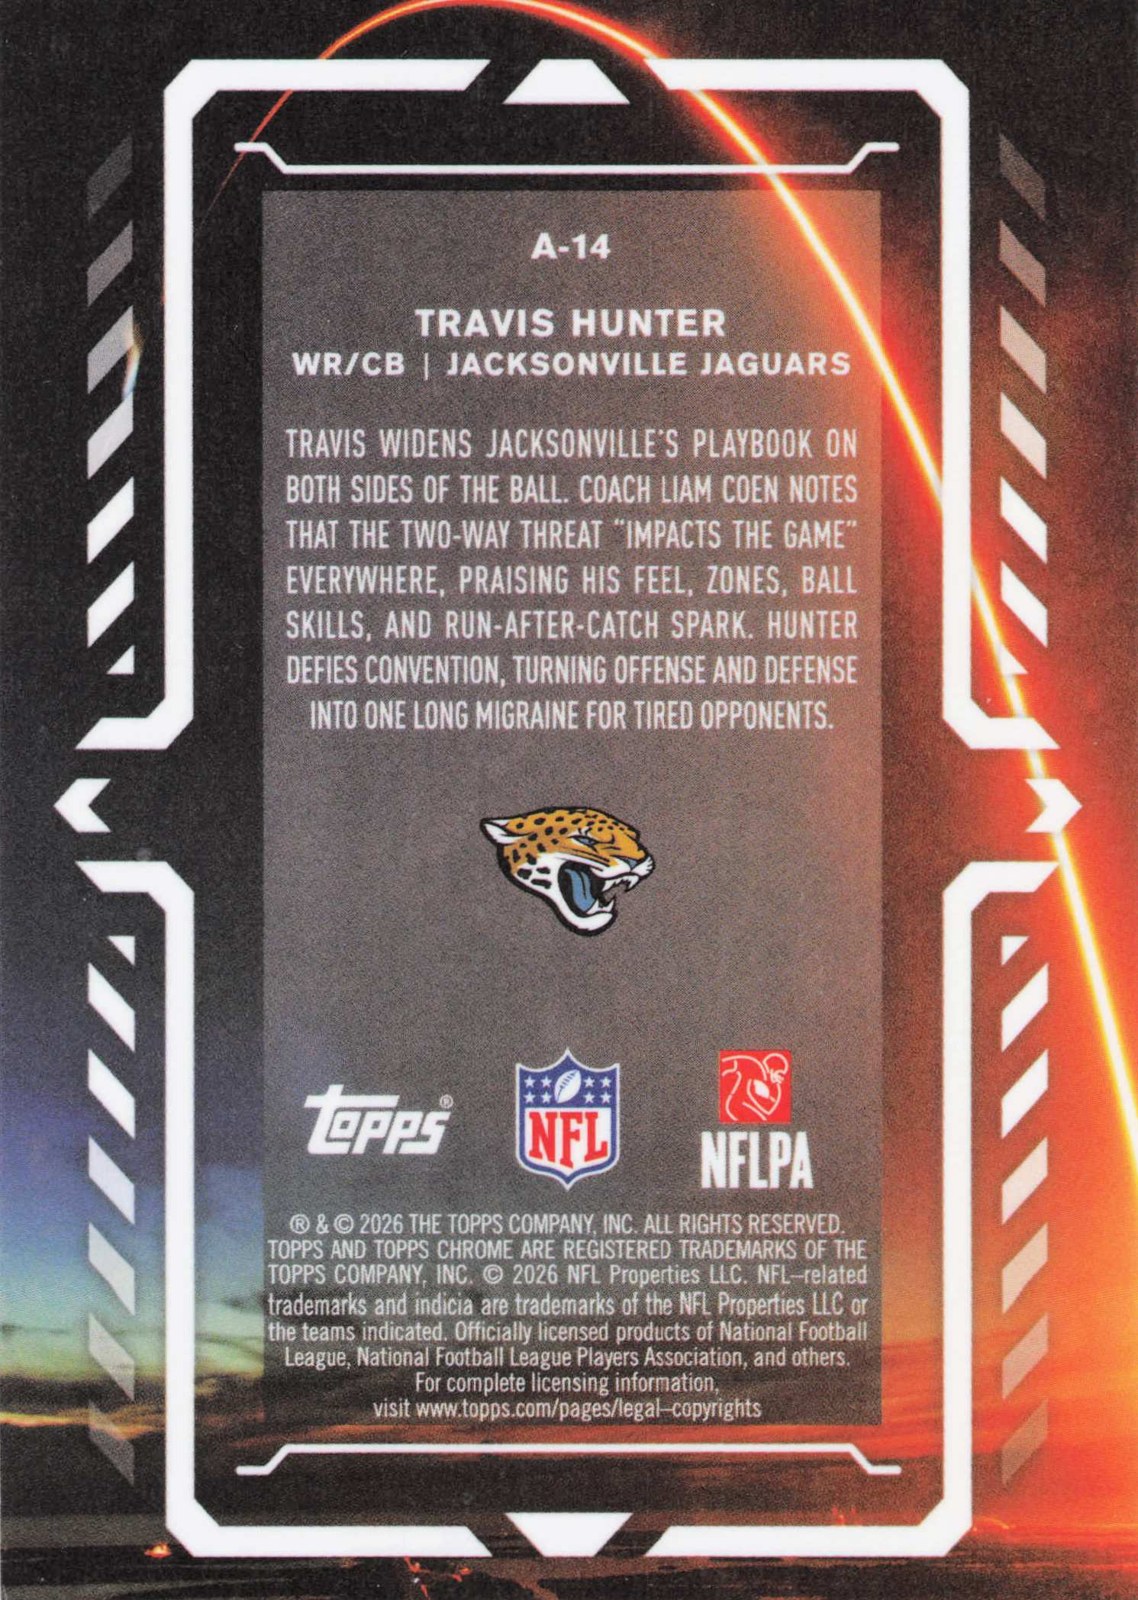 A-14
TRAVIS HUNTER
WR/CB | JACKSONVILLE JAGUARS
TRAVIS WIDENS JACKSONVILLE'S PLAYBOOK ON
BOTH SIDES OF THE BALL. COACH LIAM COEN NOTES
THAT THE TWO-WAY THREAT "IMPACTS THE GAME"
EVERYWHERE, PRAISING HIS FEEL, ZONES, BALL
SKILLS, AND RUN-AFTER-CATCH SPARK. HUNTER
DEFIES CONVENTION, TURNING OFFENSE AND DEFENSE
INTO ONE LONG MIGRAINE FOR TIRED OPPONENTS.
TOPPS®
NFL
NFLPA
® & © 2026 THE TOPPS COMPANY, INC. ALL RIGHTS RESERVED.
TOPPS AND TOPPS CHROME ARE REGISTERED TRADEMARKS OF THE
TOPPS COMPANY, INC. © 2026 NFL Properties LLC. NFL-related
trademarks and indicia are trademarks of the NFL Properties LLC or
the teams indicated. Officially licensed products of National Football
League, National Football League Players Association, and others.
For complete licensing information,
visit www.topps.com/pages/legal-copyrights